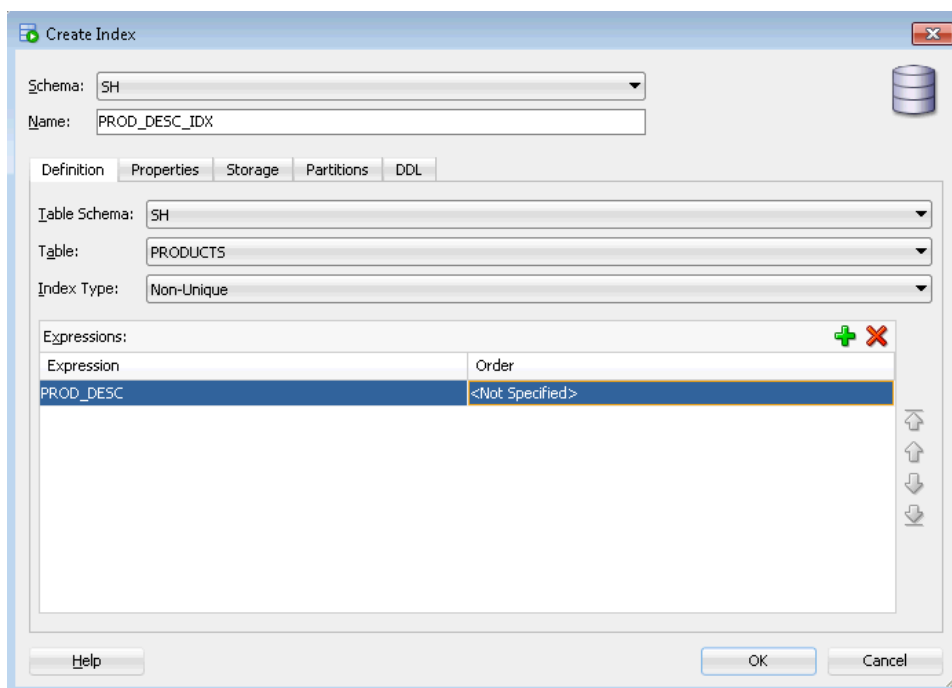 Create Index
Schema: SH
Name: PROD_DESC_IDX
Definition Properties Storage Partitions DDL
Table Schema: SH
Table: PRODUCTS
Index Type: Non-Unique
Expressions:
Expression Order
PROD_DESC <Not Specified>
Help OK Cancel